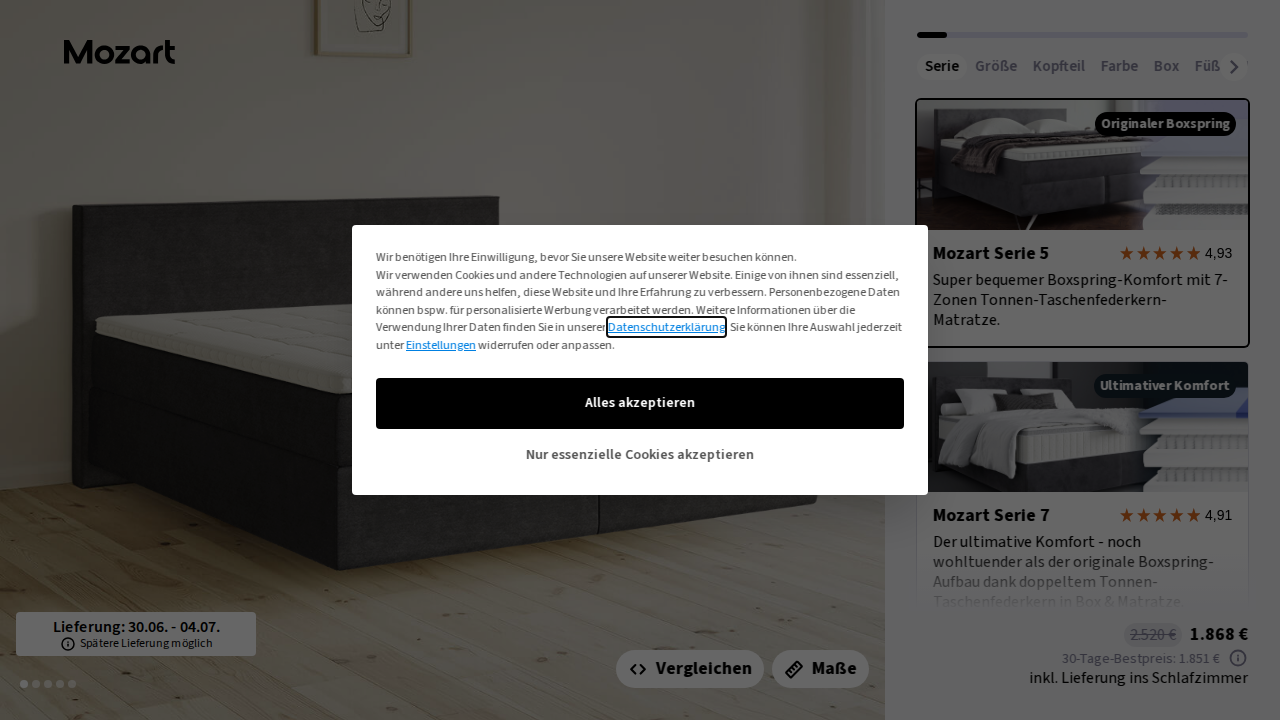 Mozart
Serie Größe Kopfteil Farbe Box Füß
Originaler Boxspring
Mozart Serie 5 4,93
Super bequemer Boxspring-Komfort mit 7-
Zonen Tonnen-Taschenfederkern-
Matratze.
Ultimativer Komfort
Mozart Serie 7 4,91
Der ultimative Komfort - noch
wohltuender als der originale Boxspring-
Aufbau dank doppeltem Tonnen-
Taschenfederkern in Box & Matratze
Wir benötigen Ihre Einwilligung, bevor Sie unsere Website weiter besuchen können.
Wir verwenden Cookies und andere Technologien auf unserer Website. Einige von ihnen sind essenziell,
während andere uns helfen, diese Website und Ihre Erfahrung zu verbessern. Personenbezogene Daten
können bspw. für personalisierte Werbung verarbeitet werden. Weitere Informationen über die
Verwendung Ihrer Daten finden Sie in unserer Datenschutzerklärung. Sie können Ihre Auswahl jederzeit
unter Einstellungen widerrufen oder anpassen.
Alles akzeptieren
Nur essenzielle Cookies akzeptieren
Lieferung: 30.06. - 04.07.
Spätere Lieferung möglich
Vergleichen
Maße
2.520 € 1.868 €
30-Tage-Bestpreis: 1.851 €
inkl. Lieferung ins Schlafzimmer